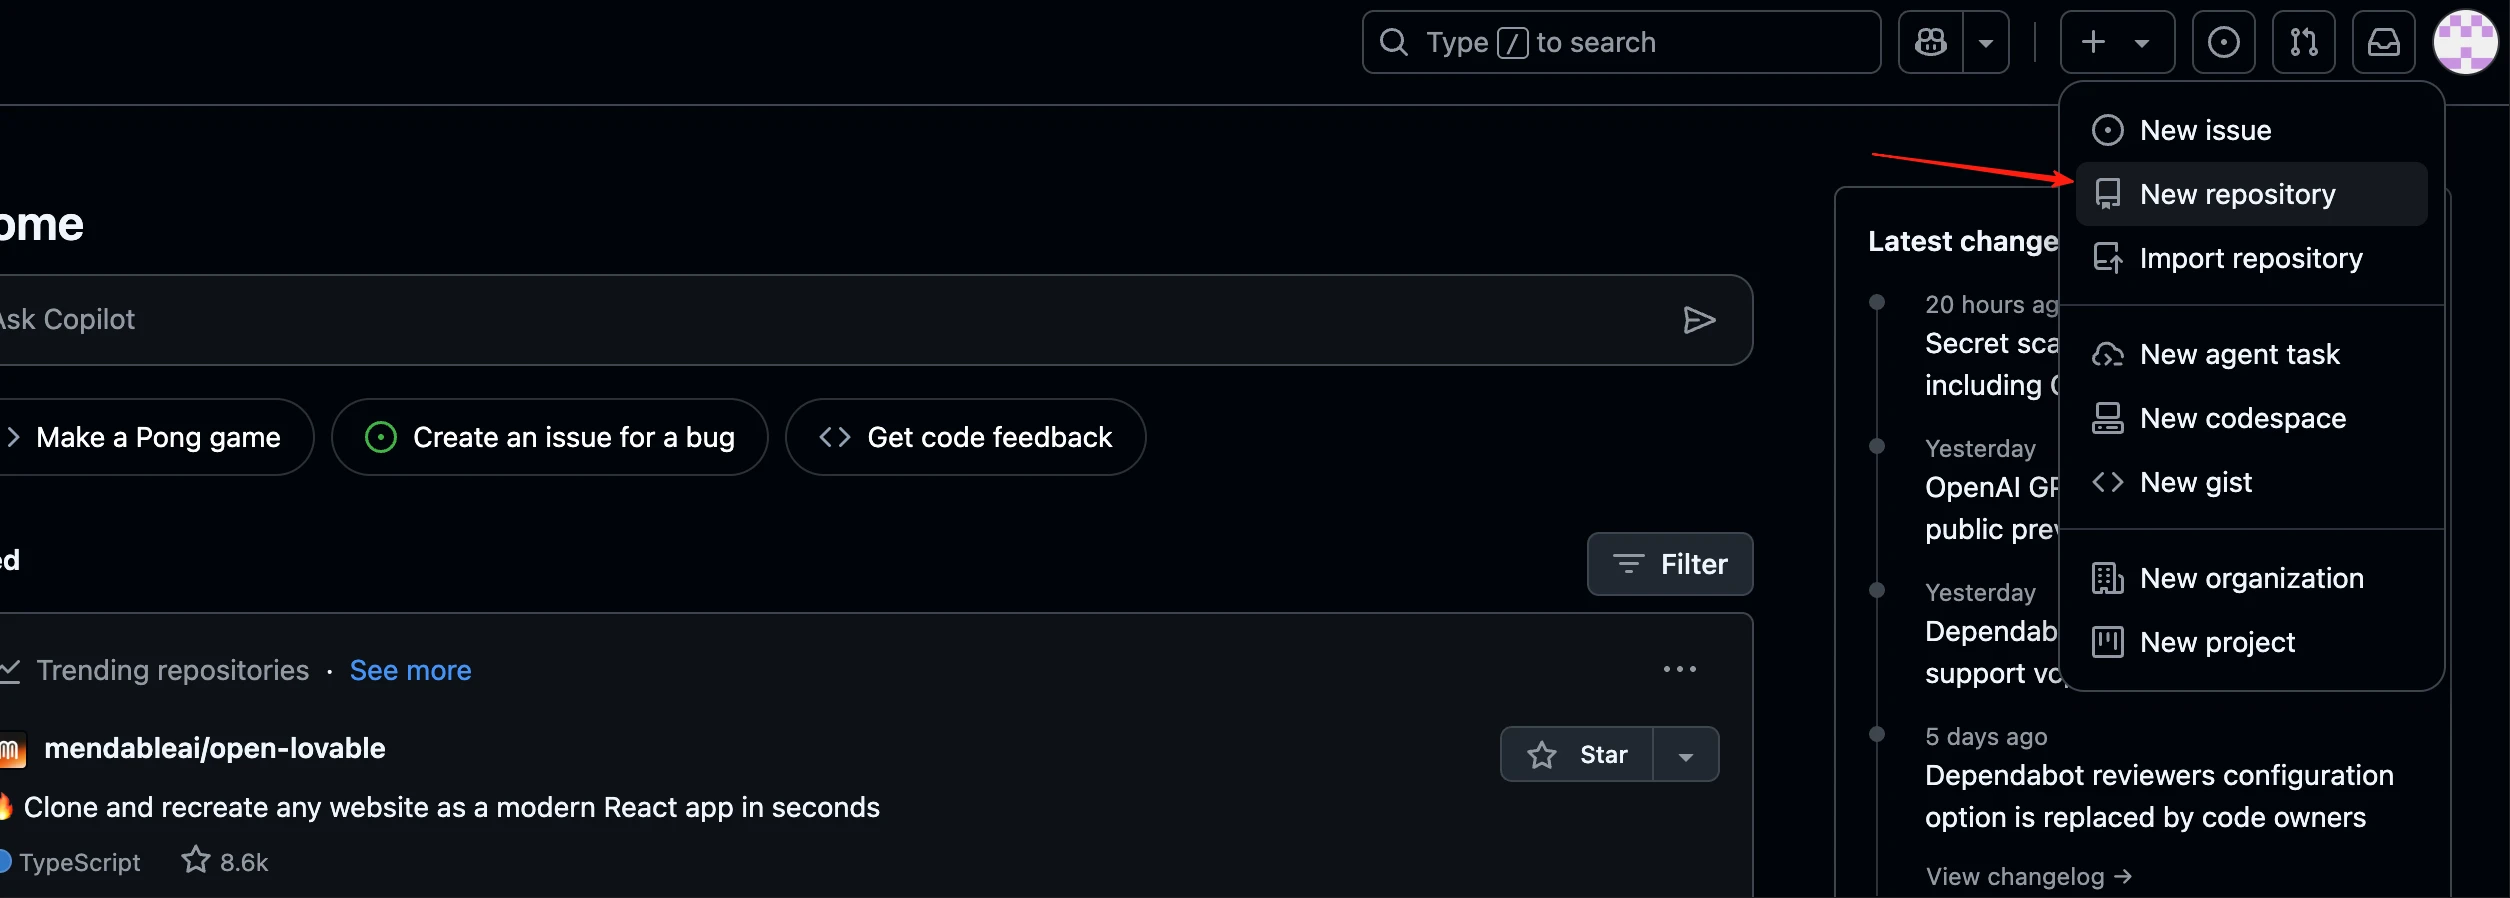 Type / to search
New issue
New repository
Import repository
New agent task
New codespace
New gist
New organization
New project
ome
Ask Copilot
Make a Pong game
Create an issue for a bug
Get code feedback
ed
Filter
Trending repositories · See more
mendableai/open-lovable
Star
Clone and recreate any website as a modern React app in seconds
TypeScript
8.6k
Latest change
20 hours ag
Secret sca
including
Yesterday
OpenAI GP
public prev
Yesterday
Dependab
support vc
5 days ago
Dependabot reviewers configuration
option is replaced by code owners
View changelog →